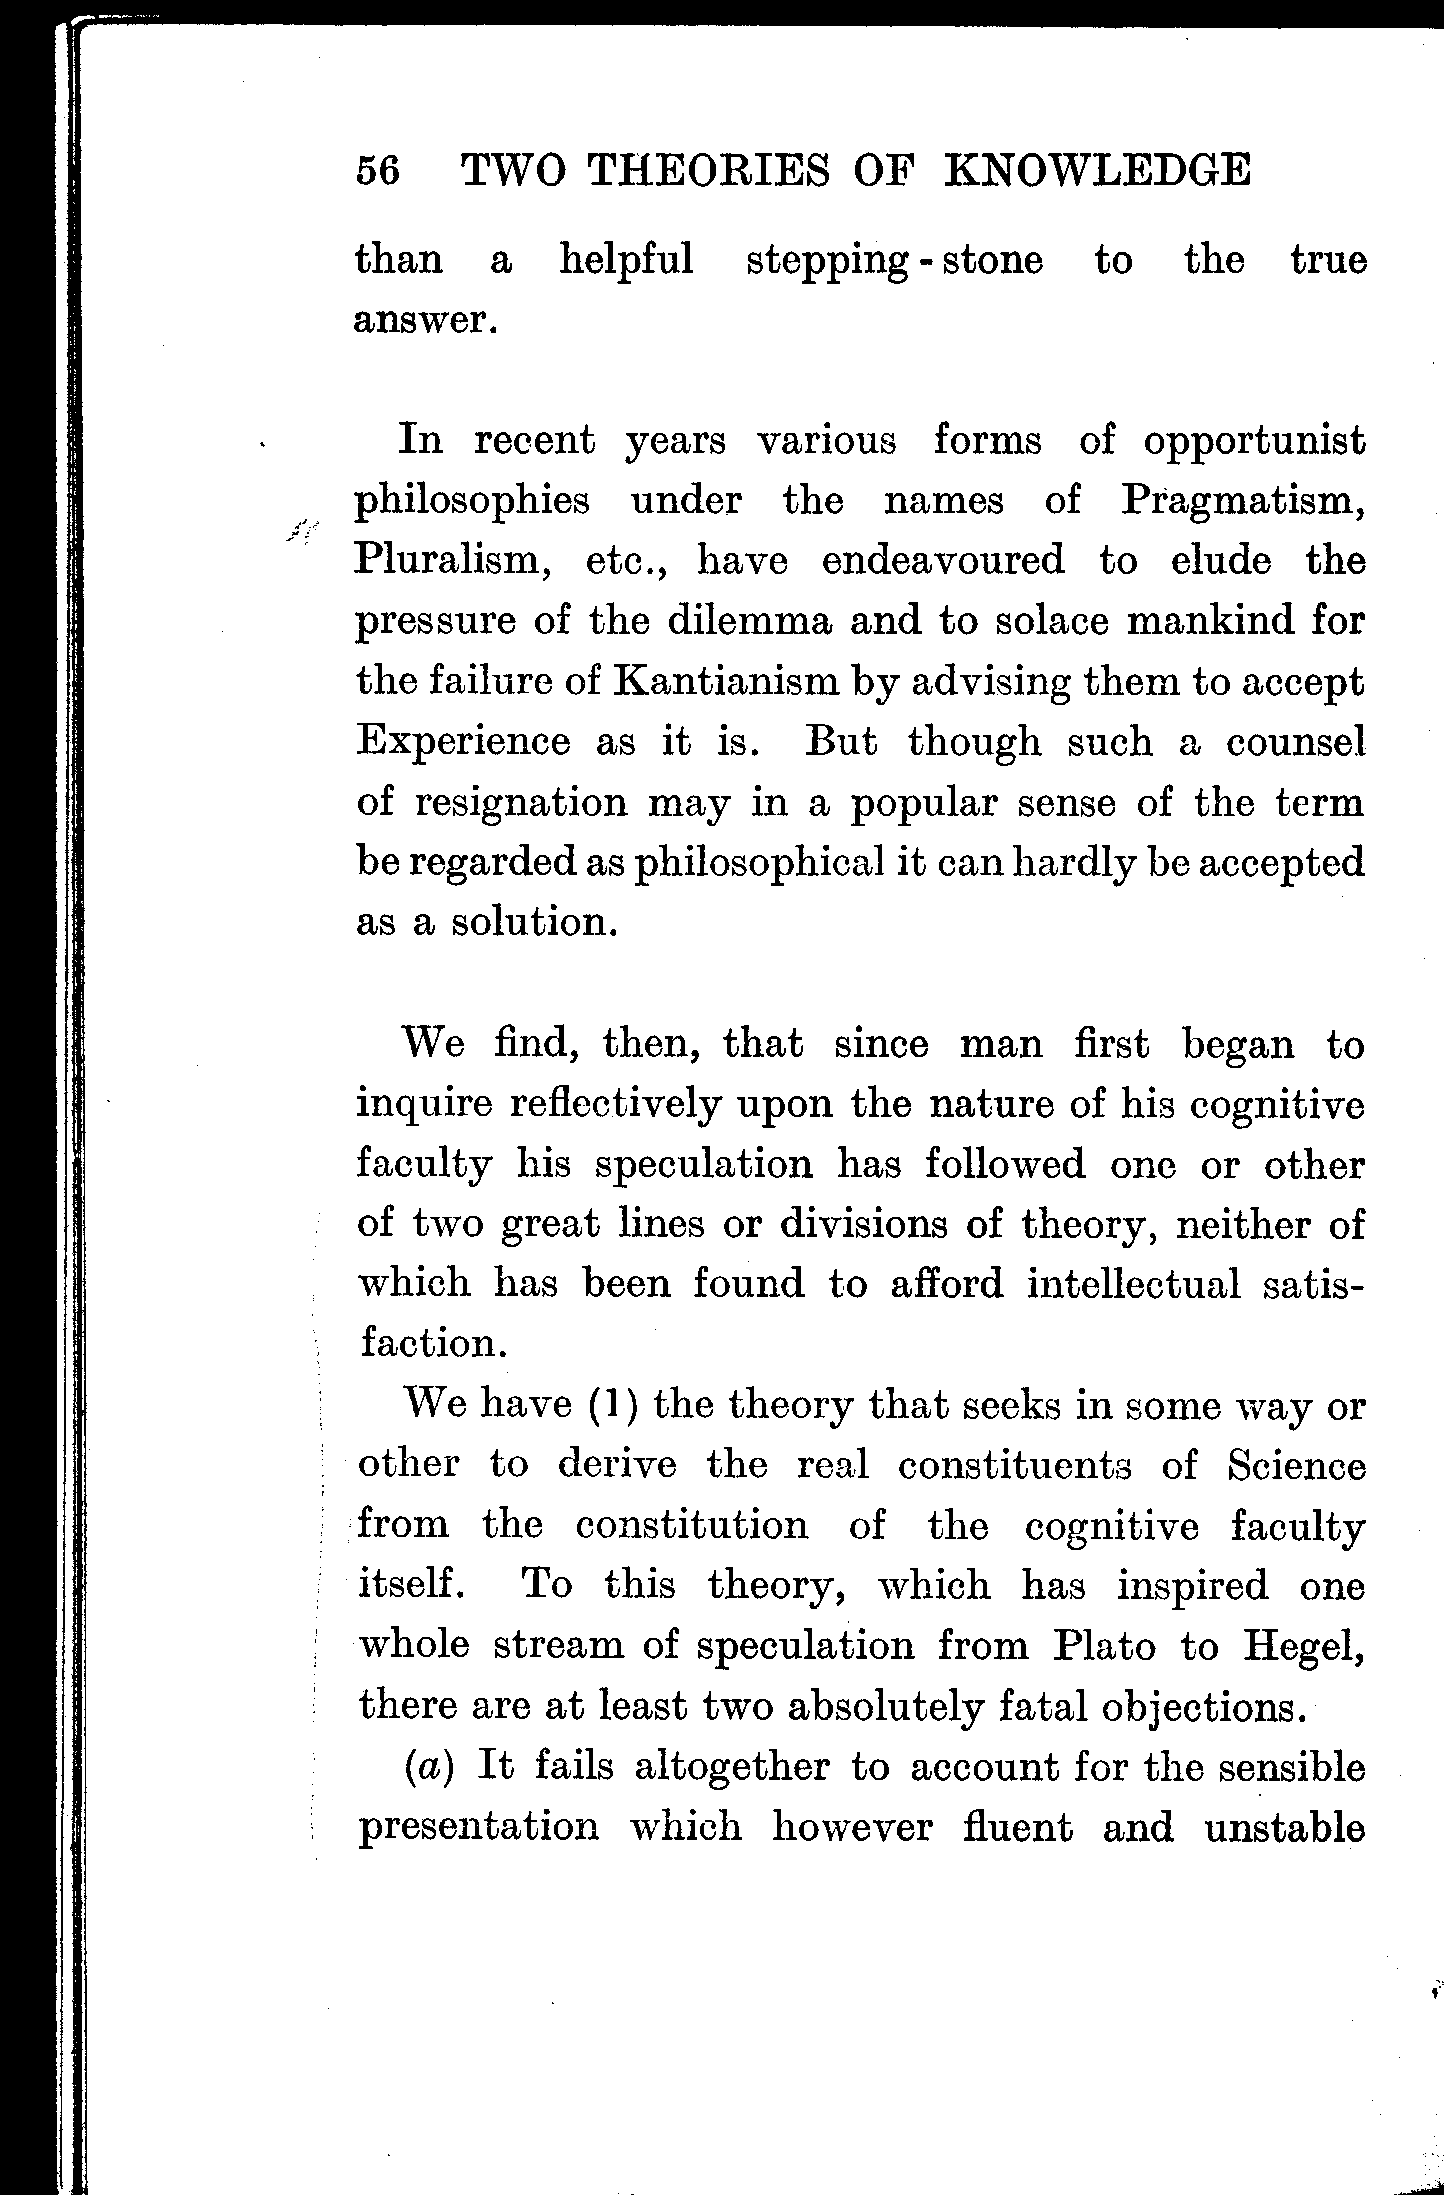 56 TWO THEORIES OF KNOWLEDGE
than a helpful stepping-stone to the true
answer.
In recent years various forms of opportunist
philosophies under the names of Pragmatism,
Pluralism, etc., have endeavoured to elude the
pressure of the dilemma and to solace mankind for
the failure of Kantianism by advising them to accept
Experience as it is. But though such a counsel
of resignation may in a popular sense of the term
be regarded as philosophical it can hardly be accepted
as a solution.
We find, then, that since man first began to
inquire reflectively upon the nature of his cognitive
faculty his speculation has followed one or other
of two great lines or divisions of theory, neither of
which has been found to afford intellectual satis-
faction.
We have (1) the theory that seeks in some way or
other to derive the real constituents of Science
from the constitution of the cognitive faculty
itself. To this theory, which has inspired one
whole stream of speculation from Plato to Hegel,
there are at least two absolutely fatal objections.
(a) It fails altogether to account for the sensible
presentation which however fluent and unstable